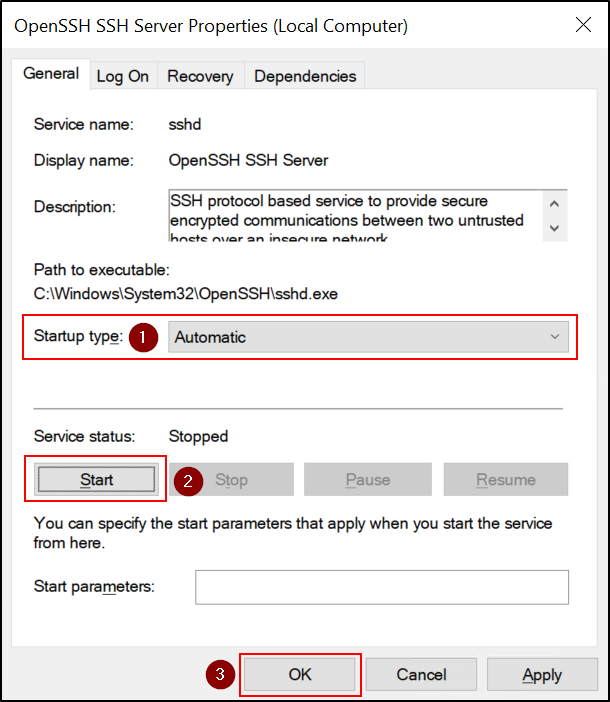 OpenSSH SSH Server Properties (Local Computer)
General Log On Recovery Dependencies
Service name: sshd
Display name: OpenSSH SSH Server
Description: SSH protocol based service to provide secure
encrypted communications between two untrusted
hosts over an insecure network
Path to executable:
C:\Windows\System32\OpenSSH\sshd.exe
Startup type: 1 Automatic
Service status: Stopped
Start 2 Stop Pause Resume
You can specify the start parameters that apply when you start the service
from here.
Start parameters:
3 OK Cancel Apply